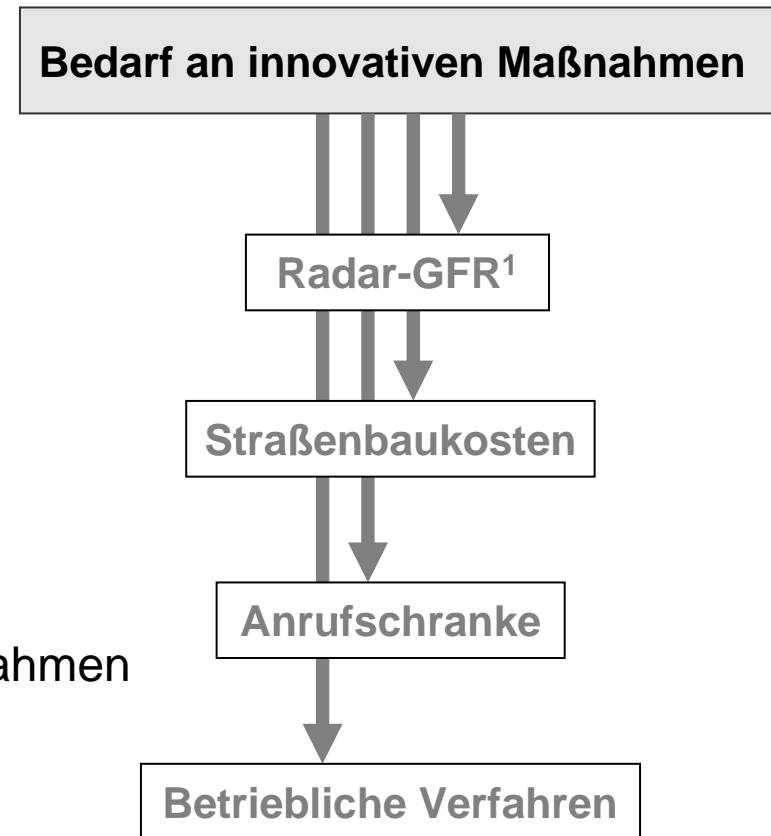 Bedarf an innovativen Maßnahmen
Radar-GFR¹
Straßenbaukosten
Anrufschranke
ahmen
Betriebliche Verfahren